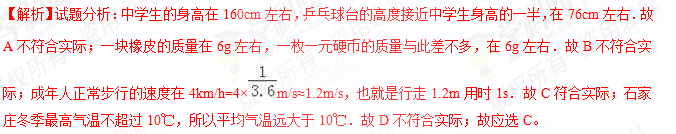 【解析】试题分析：中学生的身高在 160cm 左右，乒乓球台的高度接近中学生身高的一半，在 76cm 左右．故
A 不符合实际；一块橡皮的质量在 6g 左右，一枚一元硬币的质量与此差不多，在 6g 左右．故 B 不符合实
际；成年人正常步行的速度在 4km/h=4×1/3.6m/s≈1.2m/s，也就是行走 1.2m 用时 1s．故 C 符合实际；石家
庄冬季最高气温不超过 10℃，所以平均气温远大于 10℃．故 D 不符合实际；故应选 C。